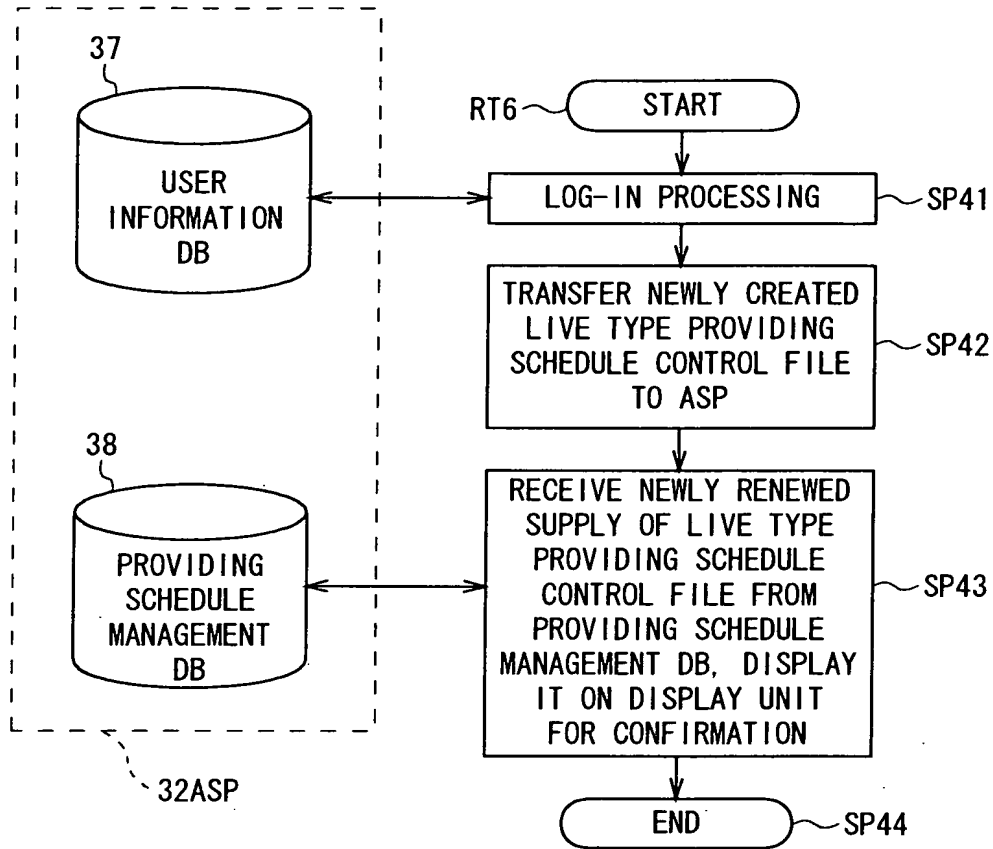 37
USER
INFORMATION
DB
38
PROVIDING
SCHEDULE
MANAGEMENT
DB
32ASP
RT6
START
LOG-IN PROCESSING
SP41
TRANSFER NEWLY CREATED
LIVE TYPE PROVIDING
SCHEDULE CONTROL FILE
TO ASP
SP42
RECEIVE NEWLY RENEWED
SUPPLY OF LIVE TYPE
PROVIDING SCHEDULE
CONTROL FILE FROM
PROVIDING SCHEDULE
MANAGEMENT DB, DISPLAY
IT ON DISPLAY UNIT
FOR CONFIRMATION
SP43
END
SP44